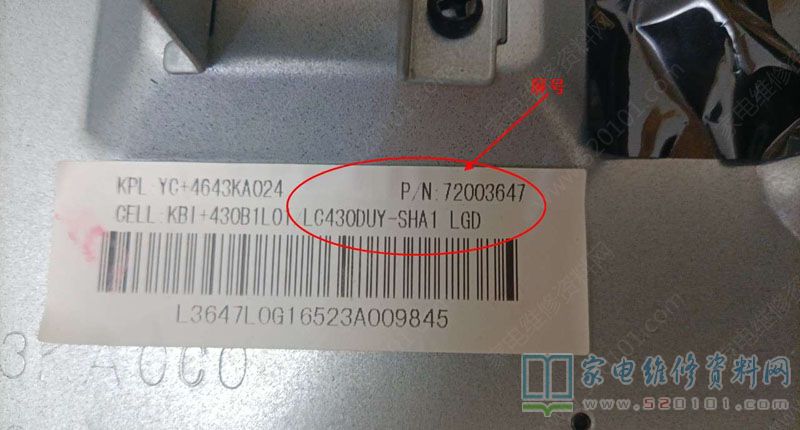 屏号
KPL:YC+4643KA024 P/N:72003647
CELL:KBI+430B1L01/LC430DUY-SHA1 LGD
L3647L0G16523A009845
家电维修资料网
www.520101.com